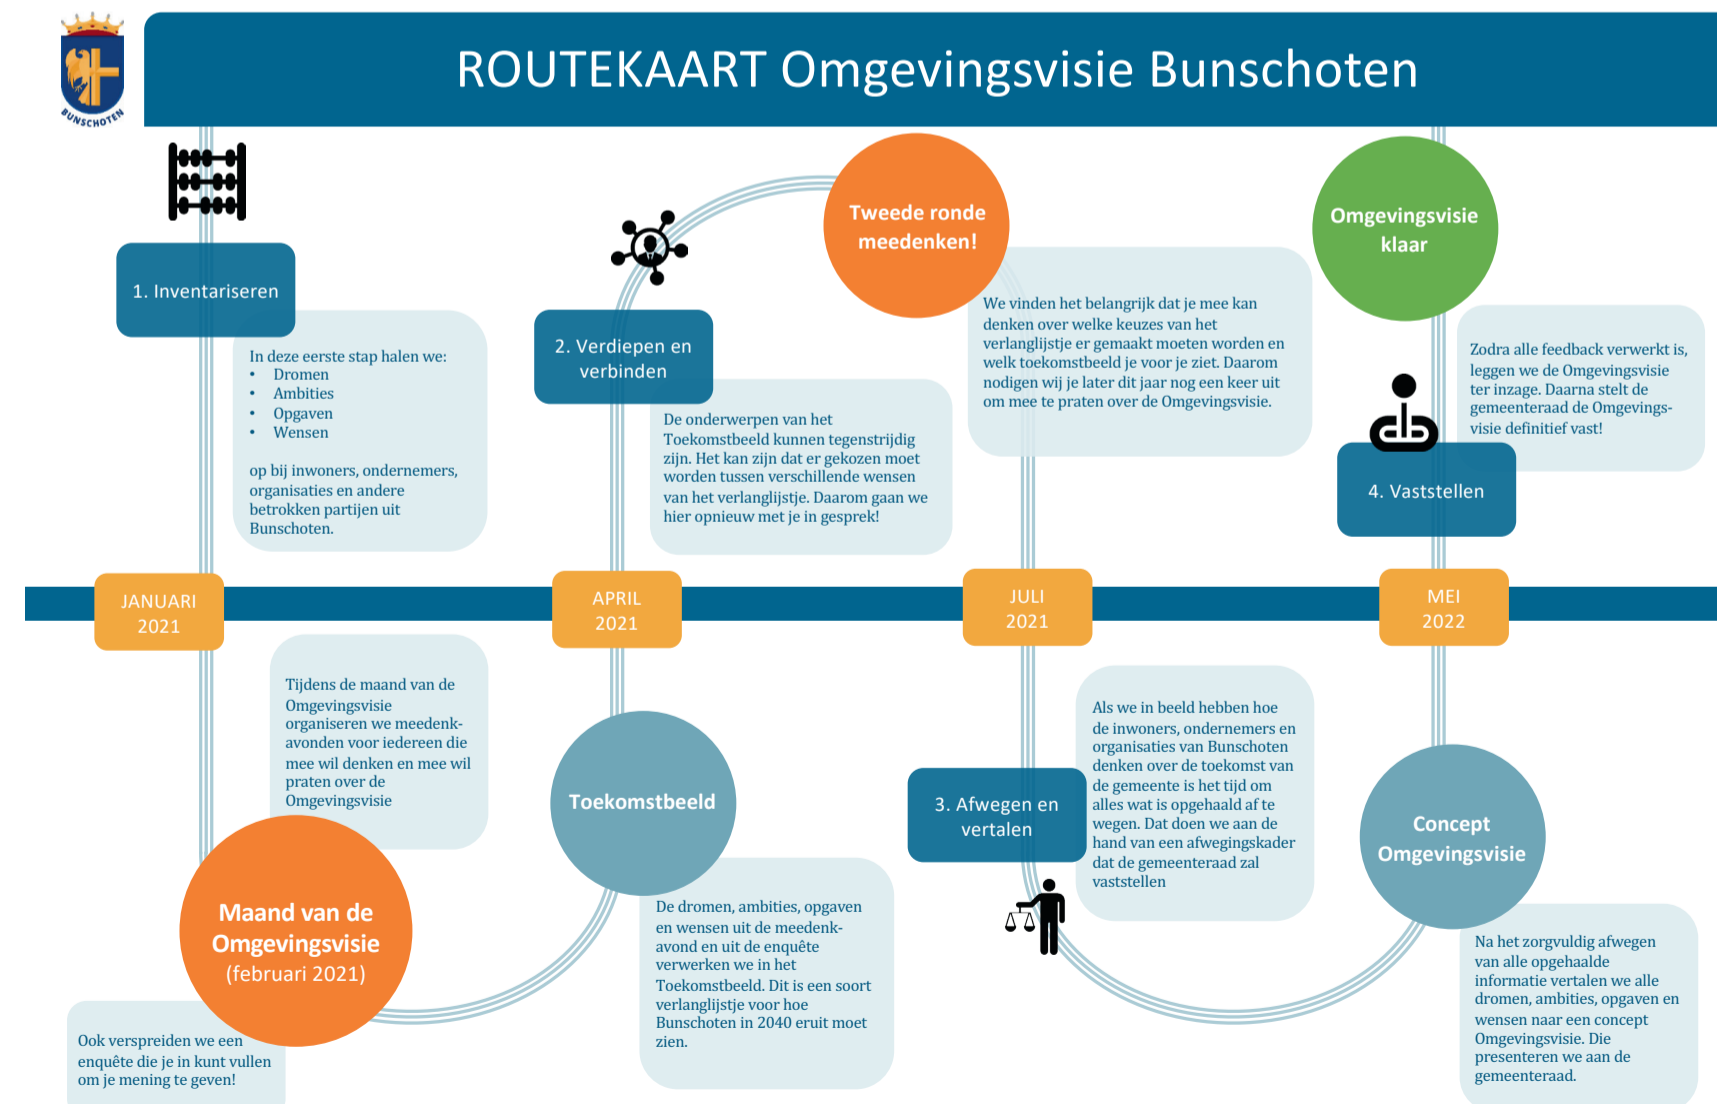 BUNSCHOTEN
ROUTEKAART Omgevingsvisie Bunschoten
1. Inventariseren
In deze eerste stap halen we:
• Dromen
• Ambities
• Opgaven
• Wensen
op bij inwoners, ondernemers,
organisaties en andere
betrokken partijen uit
Bunschoten.
JANUARI
2021
Tijdens de maand van de
Omgevingsvisie
organiseren we meedenk-
avonden voor iedereen die
mee wil denken en mee wil
praten over de
Omgevingsvisie
Maand van de
Omgevingsvisie
(februari 2021)
Ook verspreiden we een
enquête die je in kunt vullen
om je mening te geven!
2. Verdiepen en
verbinden
De onderwerpen van het
Toekomstbeeld kunnen tegenstrijdig
zijn. Het kan zijn dat er gekozen moet
worden tussen verschillende wensen
van het verlanglijstje. Daarom gaan we
hier opnieuw met je in gesprek!
APRIL
2021
Toekomstbeeld
De dromen, ambities, opgaven
en wensen uit de meedenk-
avond en uit de enquête
verwerken we in het
Toekomstbeeld. Dit is een soort
verlanglijstje voor hoe
Bunschoten in 2040 eruit moet
zien.
Tweede ronde
meedenken!
We vinden het belangrijk dat je mee kan
denken over welke keuzes van het
verlanglijstje er gemaakt moeten worden en
welk toekomstbeeld je voor je ziet. Daarom
nodigen wij je later dit jaar nog een keer uit
om mee te praten over de Omgevingsvisie.
JULI
2021
3. Afwegen en
vertalen
Als we in beeld hebben hoe
de inwoners, ondernemers en
organisaties van Bunschoten
denken over de toekomst van
de gemeente is het tijd om
alles wat is opgehaald af te
wegen. Dat doen we aan de
hand van een afwegingskader
dat de gemeenteraad zal
vaststellen
Omgevingsvisie
klaar
Zodra alle feedback verwerkt is,
leggen we de Omgevingsvisie
ter inzage. Daarna stelt de
gemeenteraad de Omgevings-
visie definitief vast!
4. Vaststellen
MEI
2022
Concept
Omgevingsvisie
Na het zorgvuldig afwegen
van alle opgehaalde
informatie vertalen we alle
dromen, ambities, opgaven en
wensen naar een concept
Omgevingsvisie. Die
presenteren we aan de
gemeenteraad.